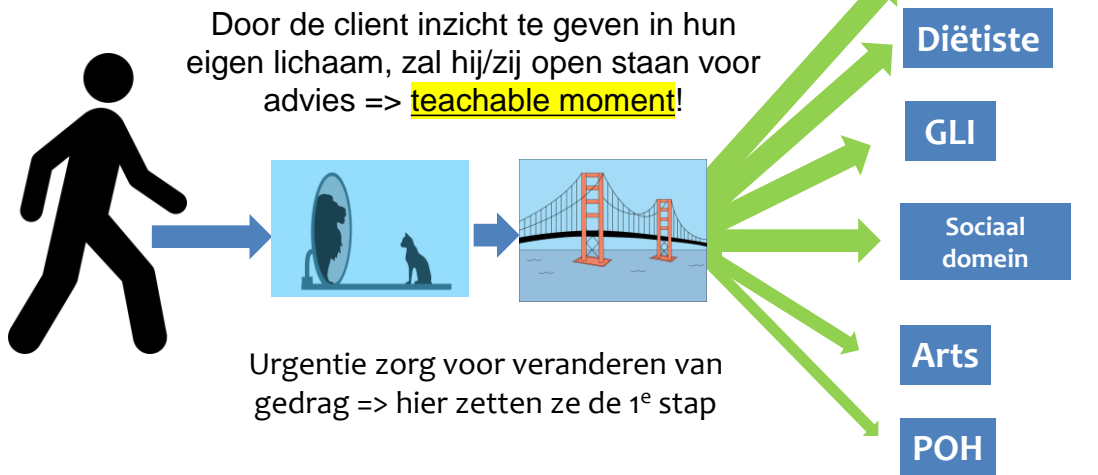 Door de client inzicht te geven in hun
eigen lichaam, zal hij/zij open staan voor
advies => teachable moment!
Urgentie zorg voor veranderen van
gedrag => hier zetten ze de 1e stap
Diëtiste
GLI
Sociaal
domein
Arts
POH